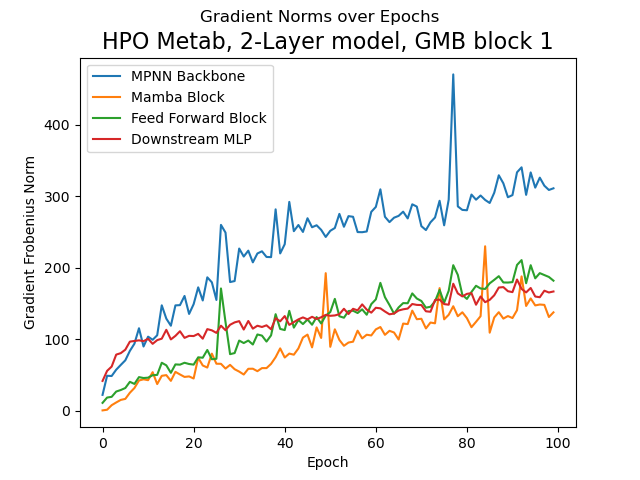 Gradient Norms over Epochs
HPO Metab, 2-Layer model, GMB block 1
MPNN Backbone
Mamba Block
Feed Forward Block
Downstream MLP
Gradient Frobenius Norm
400
300
200
100
0
0 20 40 60 80 100
Epoch